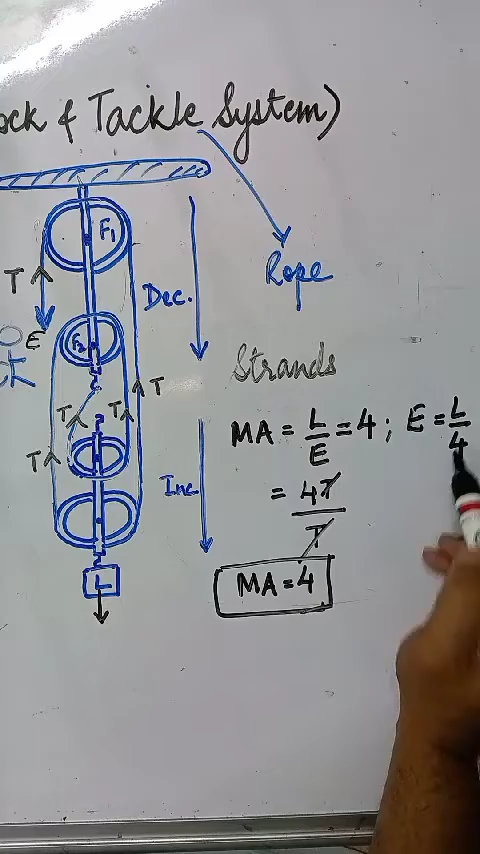 ock & Tackle System)
F₁
T
Rope
Dec.
E
F₂
Strands
T
T T
MA = L/E = 4 ; E = L/4
T
Inc.
= 4T/T
MA = 4
L